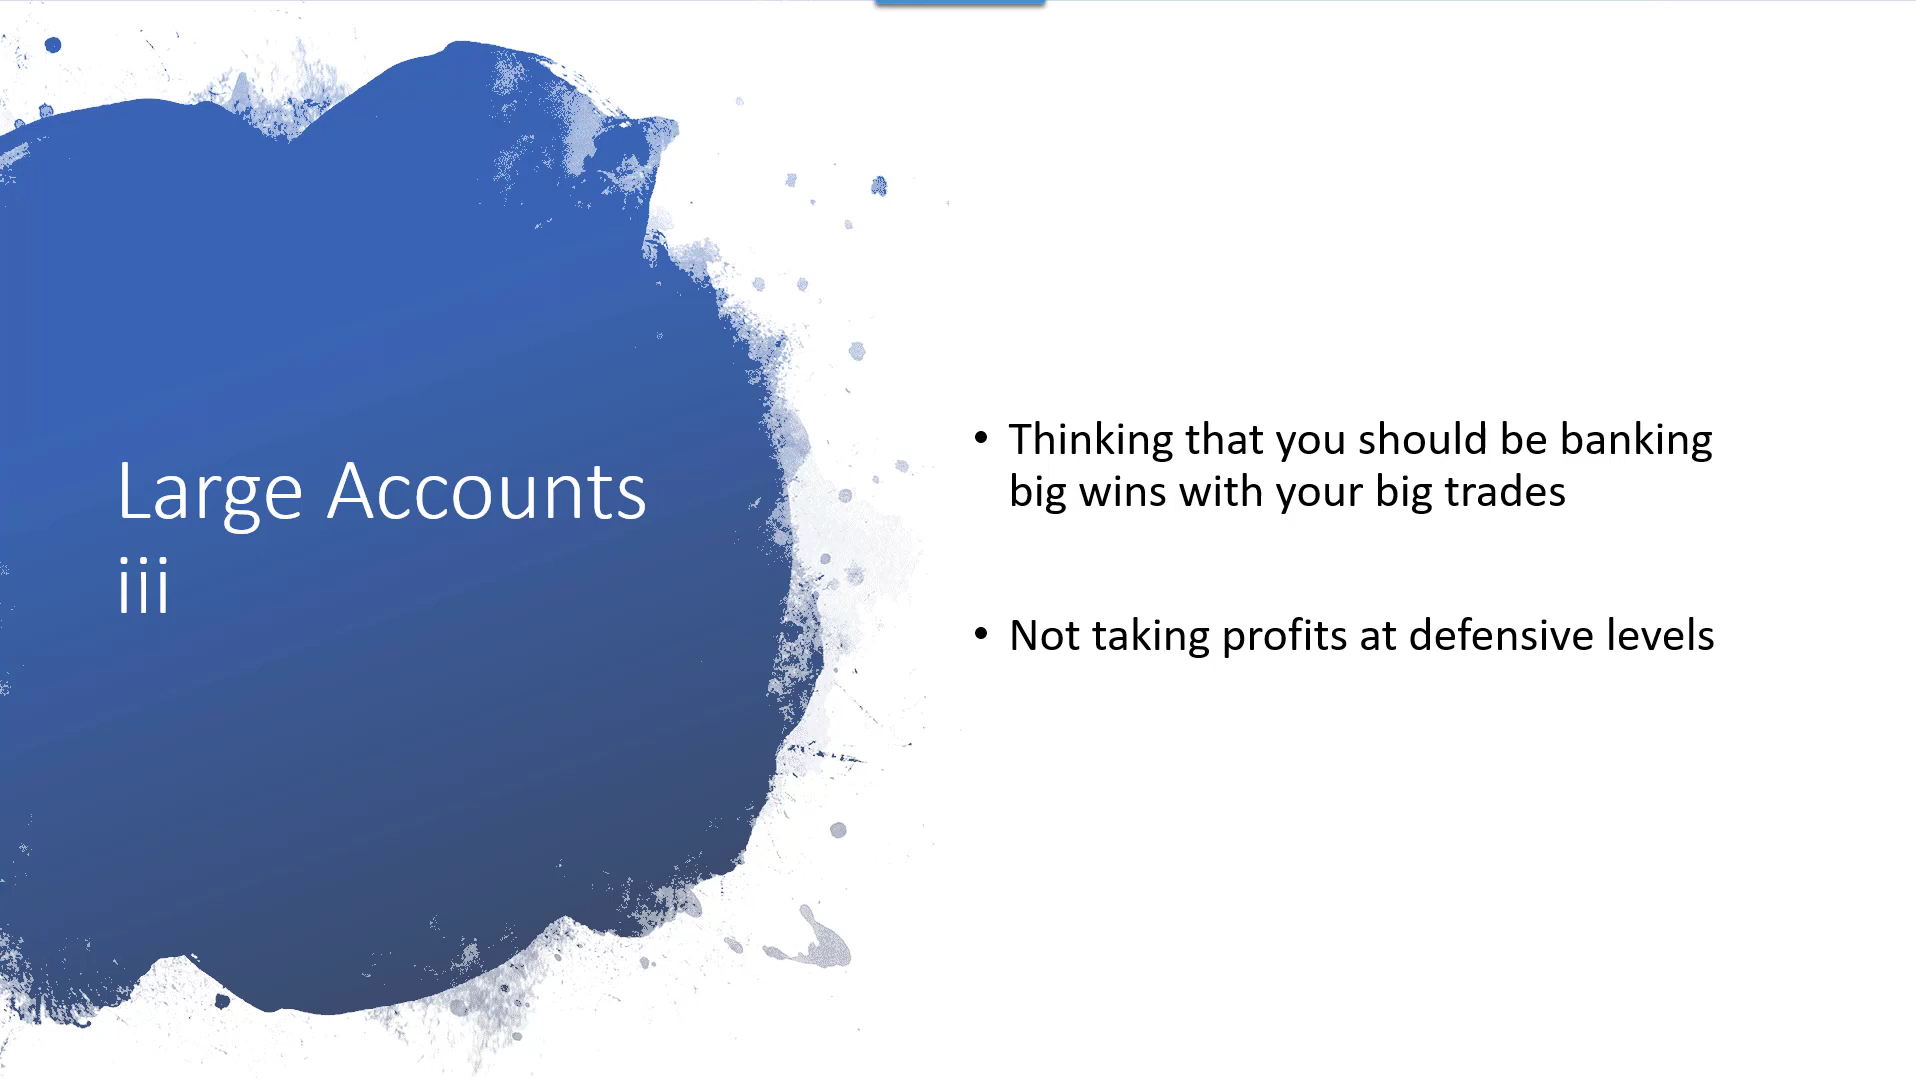 Large Accounts
iii
• Thinking that you should be banking
big wins with your big trades
• Not taking profits at defensive levels